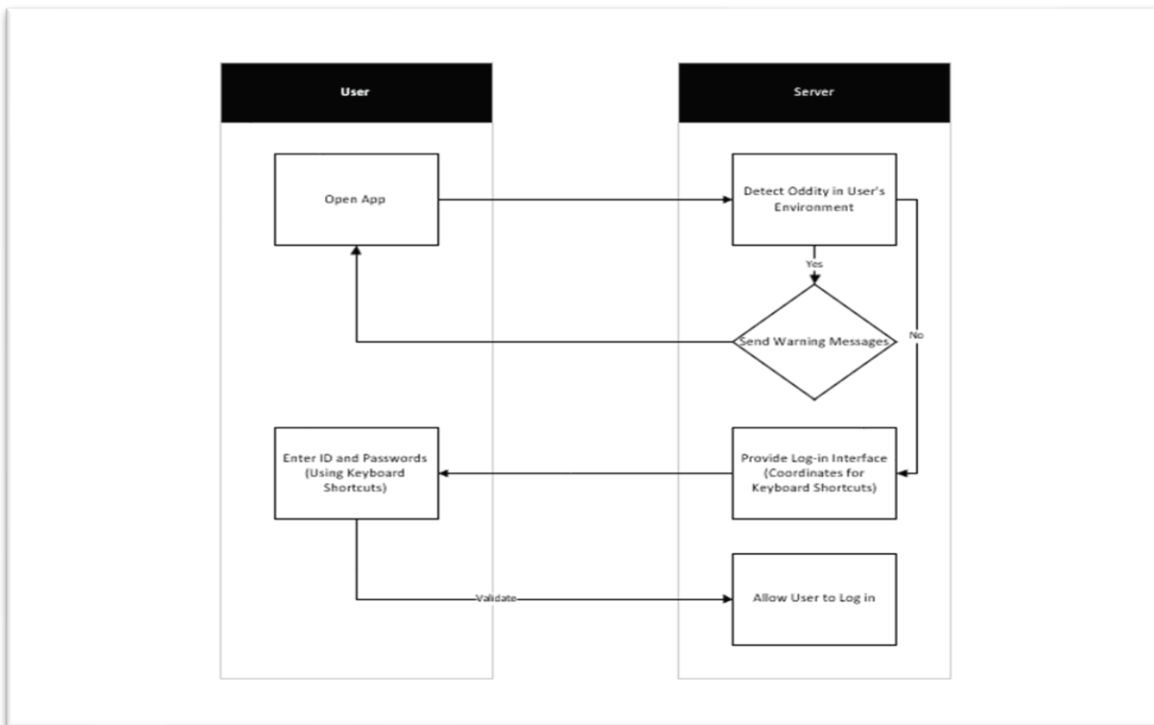 User
Server
Open App
Detect Oddity in User's
Environment
Yes
Send Warning Messages
No
Enter ID and Passwords
(Using Keyboard
Shortcuts)
Provide Log-in Interface
(Coordinates for
Keyboard Shortcuts)
Validate
Allow User to Log in